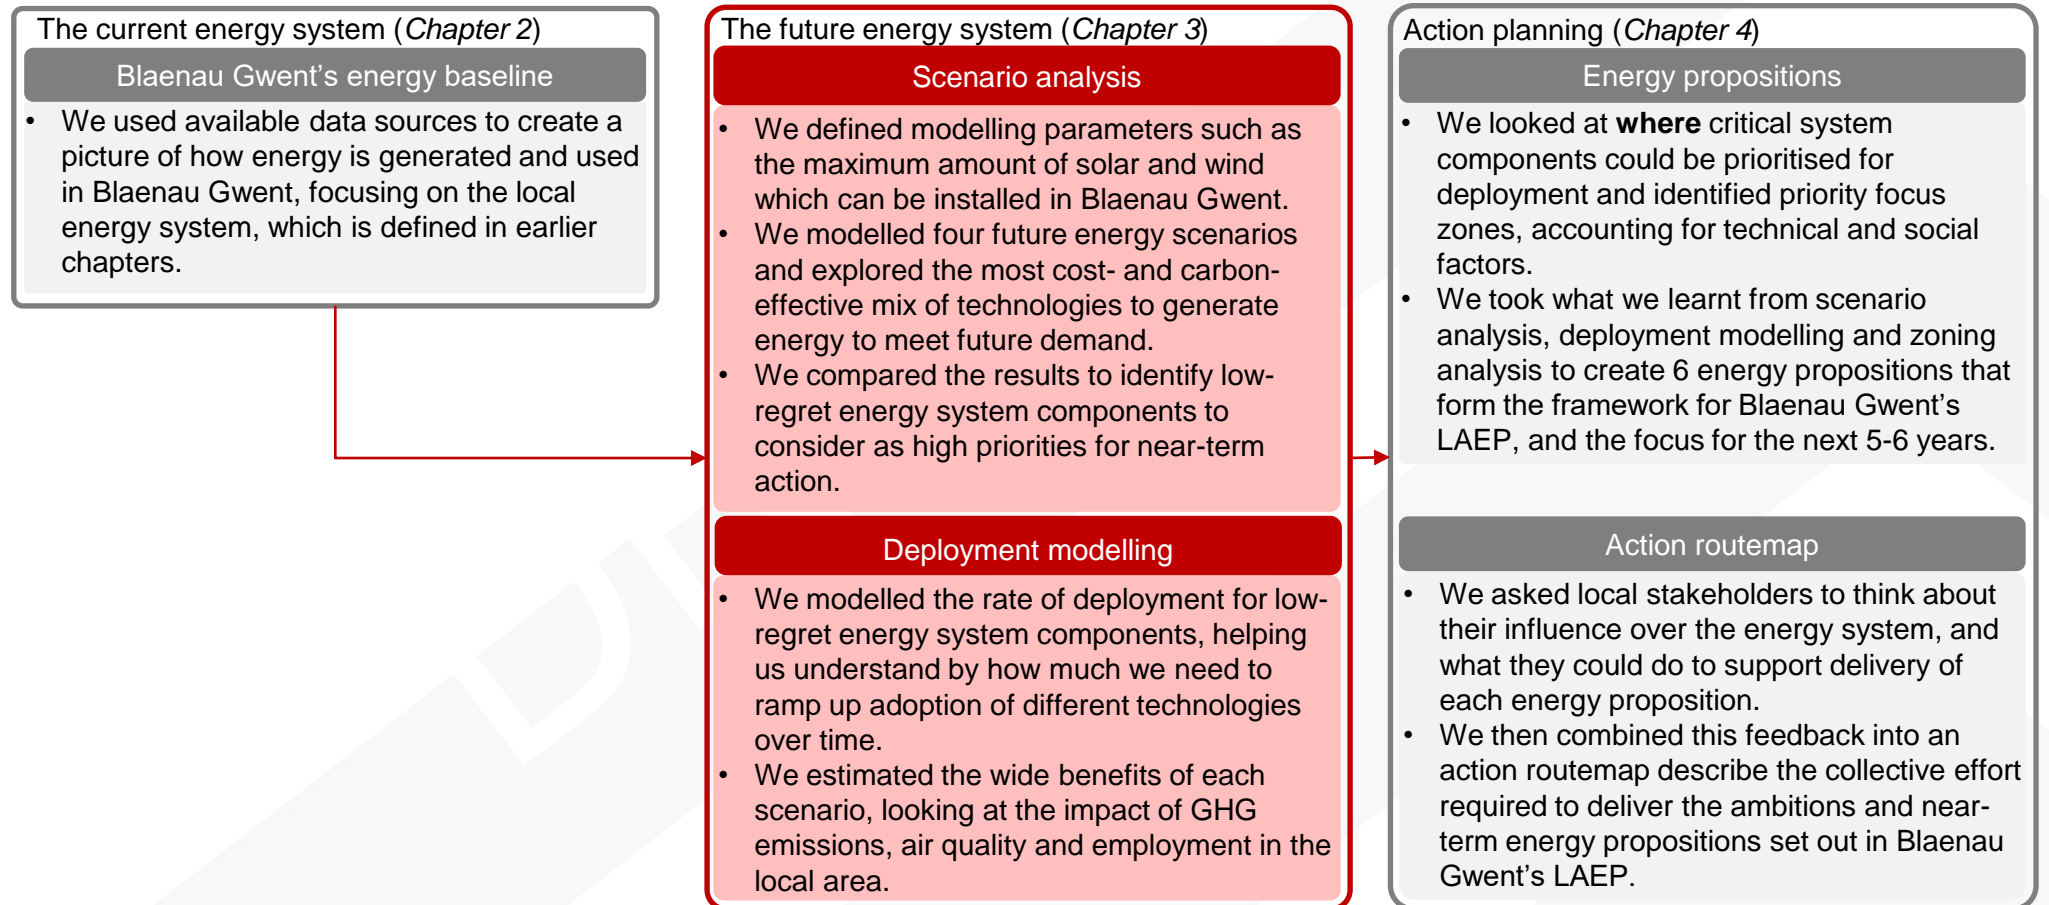 The current energy system (Chapter 2)
Blaenau Gwent’s energy baseline
• We used available data sources to create a
picture of how energy is generated and used
in Blaenau Gwent, focusing on the local
energy system, which is defined in earlier
chapters.
The future energy system (Chapter 3)
Scenario analysis
• We defined modelling parameters such as
the maximum amount of solar and wind
which can be installed in Blaenau Gwent.
• We modelled four future energy scenarios
and explored the most cost- and carbon-
effective mix of technologies to generate
energy to meet future demand.
• We compared the results to identify low-
regret energy system components to
consider as high priorities for near-term
action.
Deployment modelling
• We modelled the rate of deployment for low-
regret energy system components, helping
us understand by how much we need to
ramp up adoption of different technologies
over time.
• We estimated the wide benefits of each
scenario, looking at the impact of GHG
emissions, air quality and employment in the
local area.
Action planning (Chapter 4)
Energy propositions
• We looked at where critical system
components could be prioritised for
deployment and identified priority focus
zones, accounting for technical and social
factors.
• We took what we learnt from scenario
analysis, deployment modelling and zoning
analysis to create 6 energy propositions that
form the framework for Blaenau Gwent’s
LAEP, and the focus for the next 5-6 years.
Action routemap
• We asked local stakeholders to think about
their influence over the energy system, and
what they could do to support delivery of
each energy proposition.
• We then combined this feedback into an
action routemap describe the collective effort
required to deliver the ambitions and near-
term energy propositions set out in Blaenau
Gwent’s LAEP.